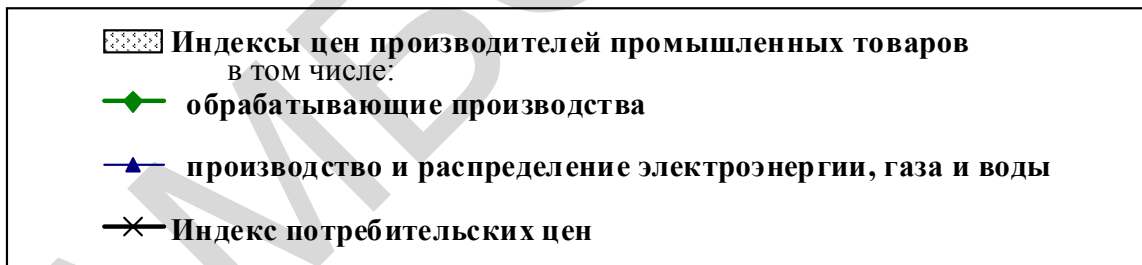 Индексы цен производителей промышленных товаров
в том числе:
обрабатывающие производства
производство и распределение электроэнергии, газа и воды
Индекс потребительских цен